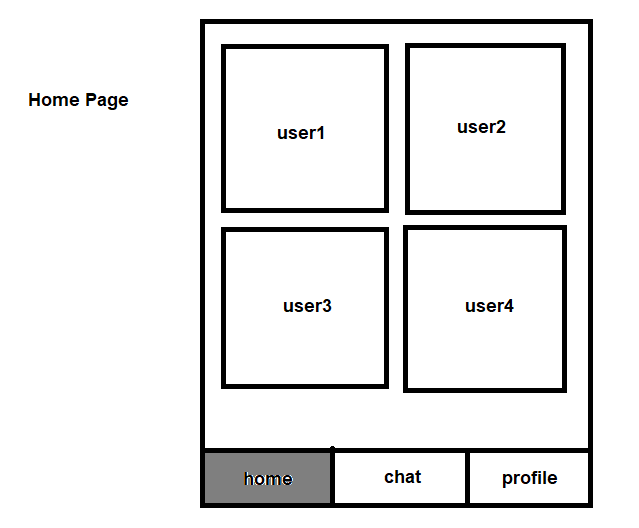 Home Page
user1
user2
user3
user4
home
chat
profile